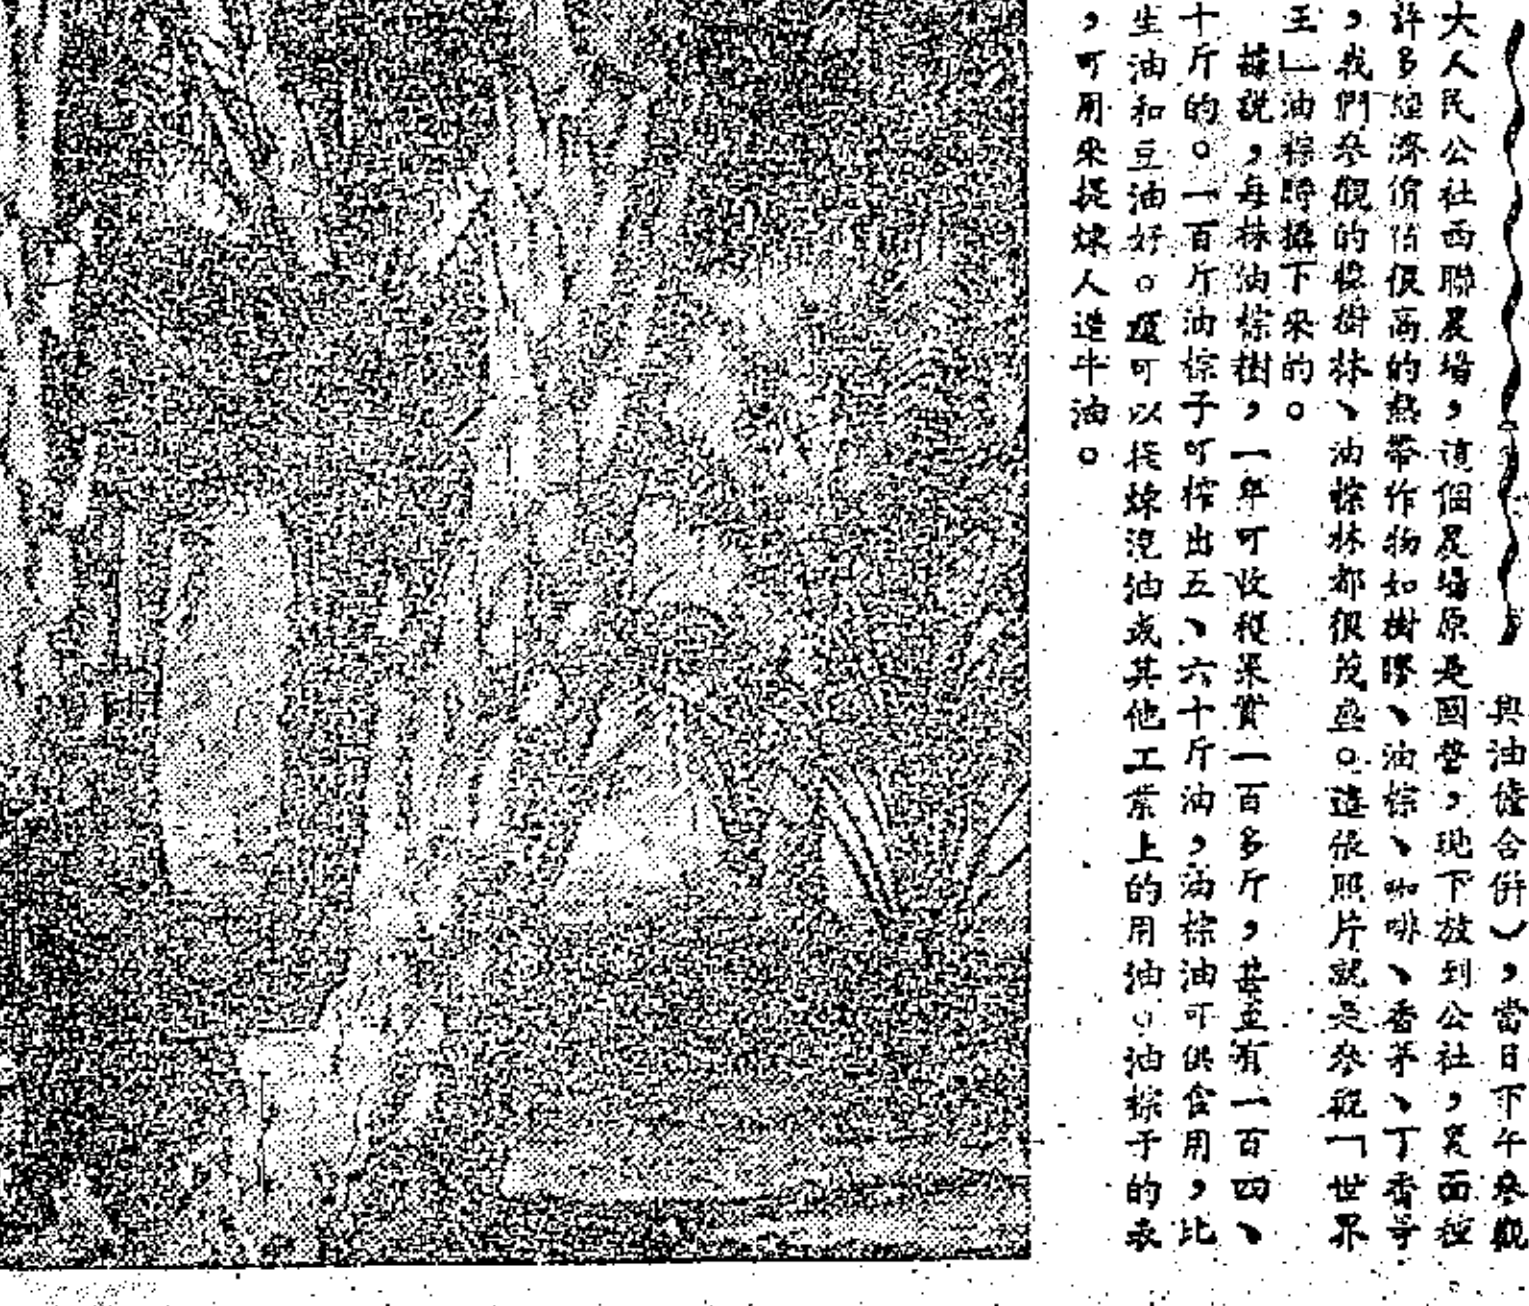 與油儘合併），當日下午參觀
大人民公社西聯農場，這個農場原是國營，現下放到公社，裏面種
許多經濟價值很高的熱帶作物如樹膠、油棕、咖啡、香茅、丁香等
，我們參觀的膠樹林、油棕林都很茂盛。這張照片就是參觀「世界
王」油棕時攝下來的。
據說，每株油棕樹，一年可收穫果實一百多斤，甚至有一百四、
十斤的。一百斤油棕子可榨出五、六十斤油，油棕油可供食用，比
生油和豆油好。還可以提煉汽油或其他工業上的用油。油棕子的衣
，可用來提煉人造牛油。